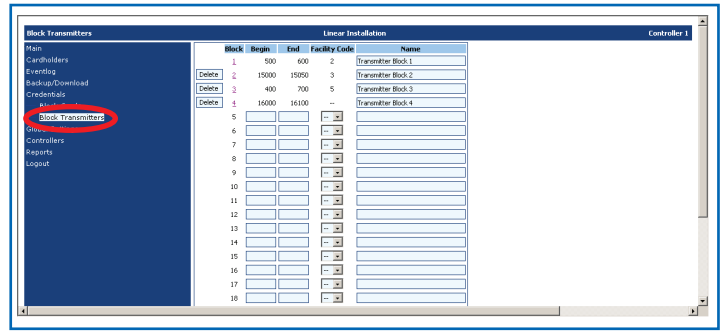 Block Transmitters Linear Installation Controller 1
Main
Cardholders
Eventlog
Backup/Download
Credentials
Block Transmitters
Controllers
Reports
Logout
Block Begin End Facility Code Name
1 500 600 2 Transmitter Block 1
Delete 2 15000 15050 3 Transmitter Block 2
Delete 3 400 700 5 Transmitter Block 3
Delete 4 16000 16100 -- Transmitter Block 4
5 --
6 --
7 --
8 --
9 --
10 --
11 --
12 --
13 --
14 --
15 --
16 --
17 --
18 --